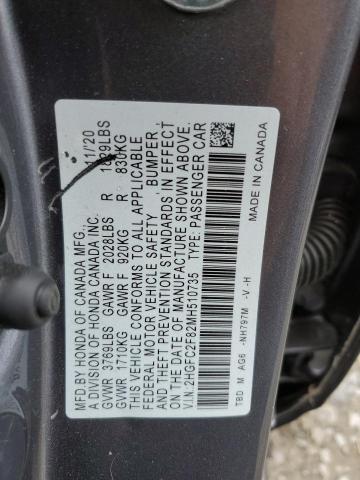 MFD.BY HONDA OF CANADA MFG.,
A DIVISION OF HONDA CANADA INC. 11/20
GVWR 3769LBS GAWR F 2028LBS R LBS
GVWR 1710KG GAWR F 920KG R 830KG
THIS VEHICLE CONFORMS TO ALL APPLICABLE
FEDERAL MOTOR VEHICLE SAFETY , BUMPER ,
AND THEFT PREVENTION STANDARDS IN EFFECT
ON THE DATE OF MANUFACTURE SHOWN ABOVE.
V.I.N.:2HGFC2F82MH510735 TYPE: PASSENGER CAR
TBD M AG6 -NH797M -V -H
MADE IN CANADA